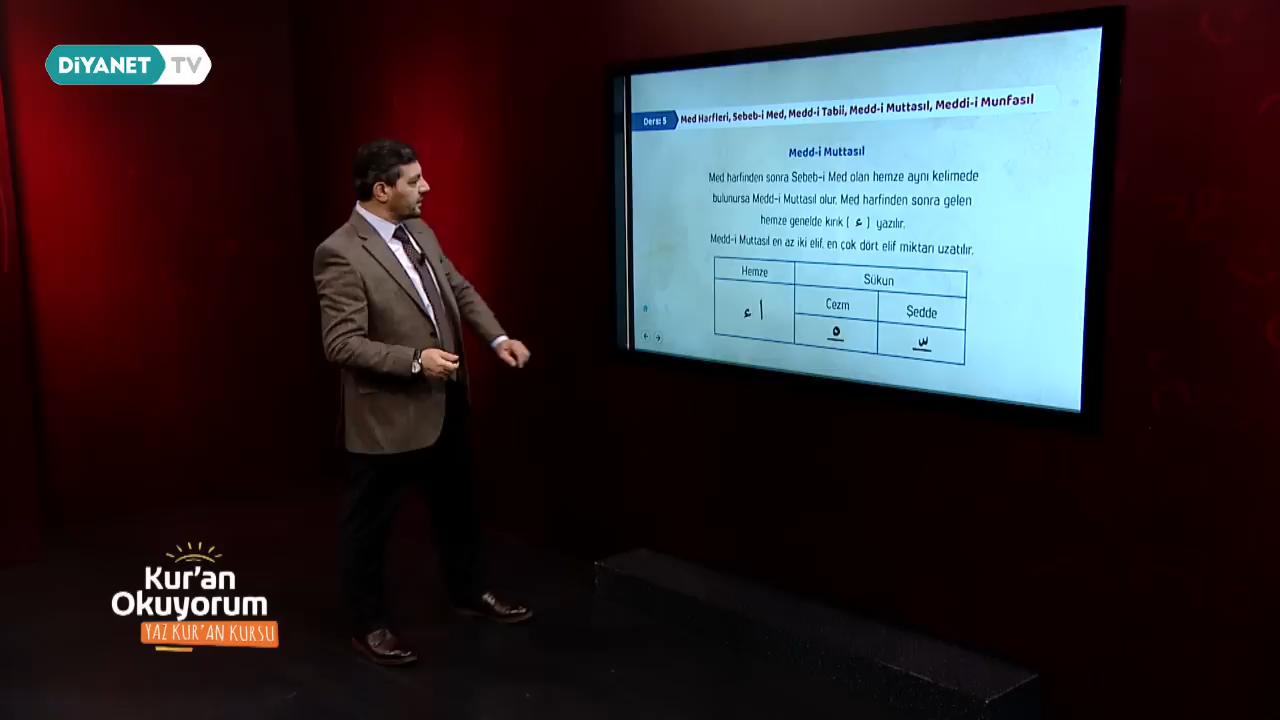 DiYANET TV
Ders: 5
Med Harfleri, Sebeb-i Med, Medd-i Tabii, Medd-i Muttasıl, Meddi-i Munfasıl
Medd-i Muttasıl
Med harfinden sonra Sebeb-i Med olan hemze aynı kelimede
bulunursa Medd-i Muttasıl olur. Med harfinden sonra gelen
hemze genelde kırık ( ء ) yazılır.
Medd-i Muttasıl en az iki elif, en çok dört elif miktarı uzatılır.
Hemze
Sükun
Cezm
Şedde
ا ء
Kur'an
Okuyorum
YAZ KUR'AN KURSU